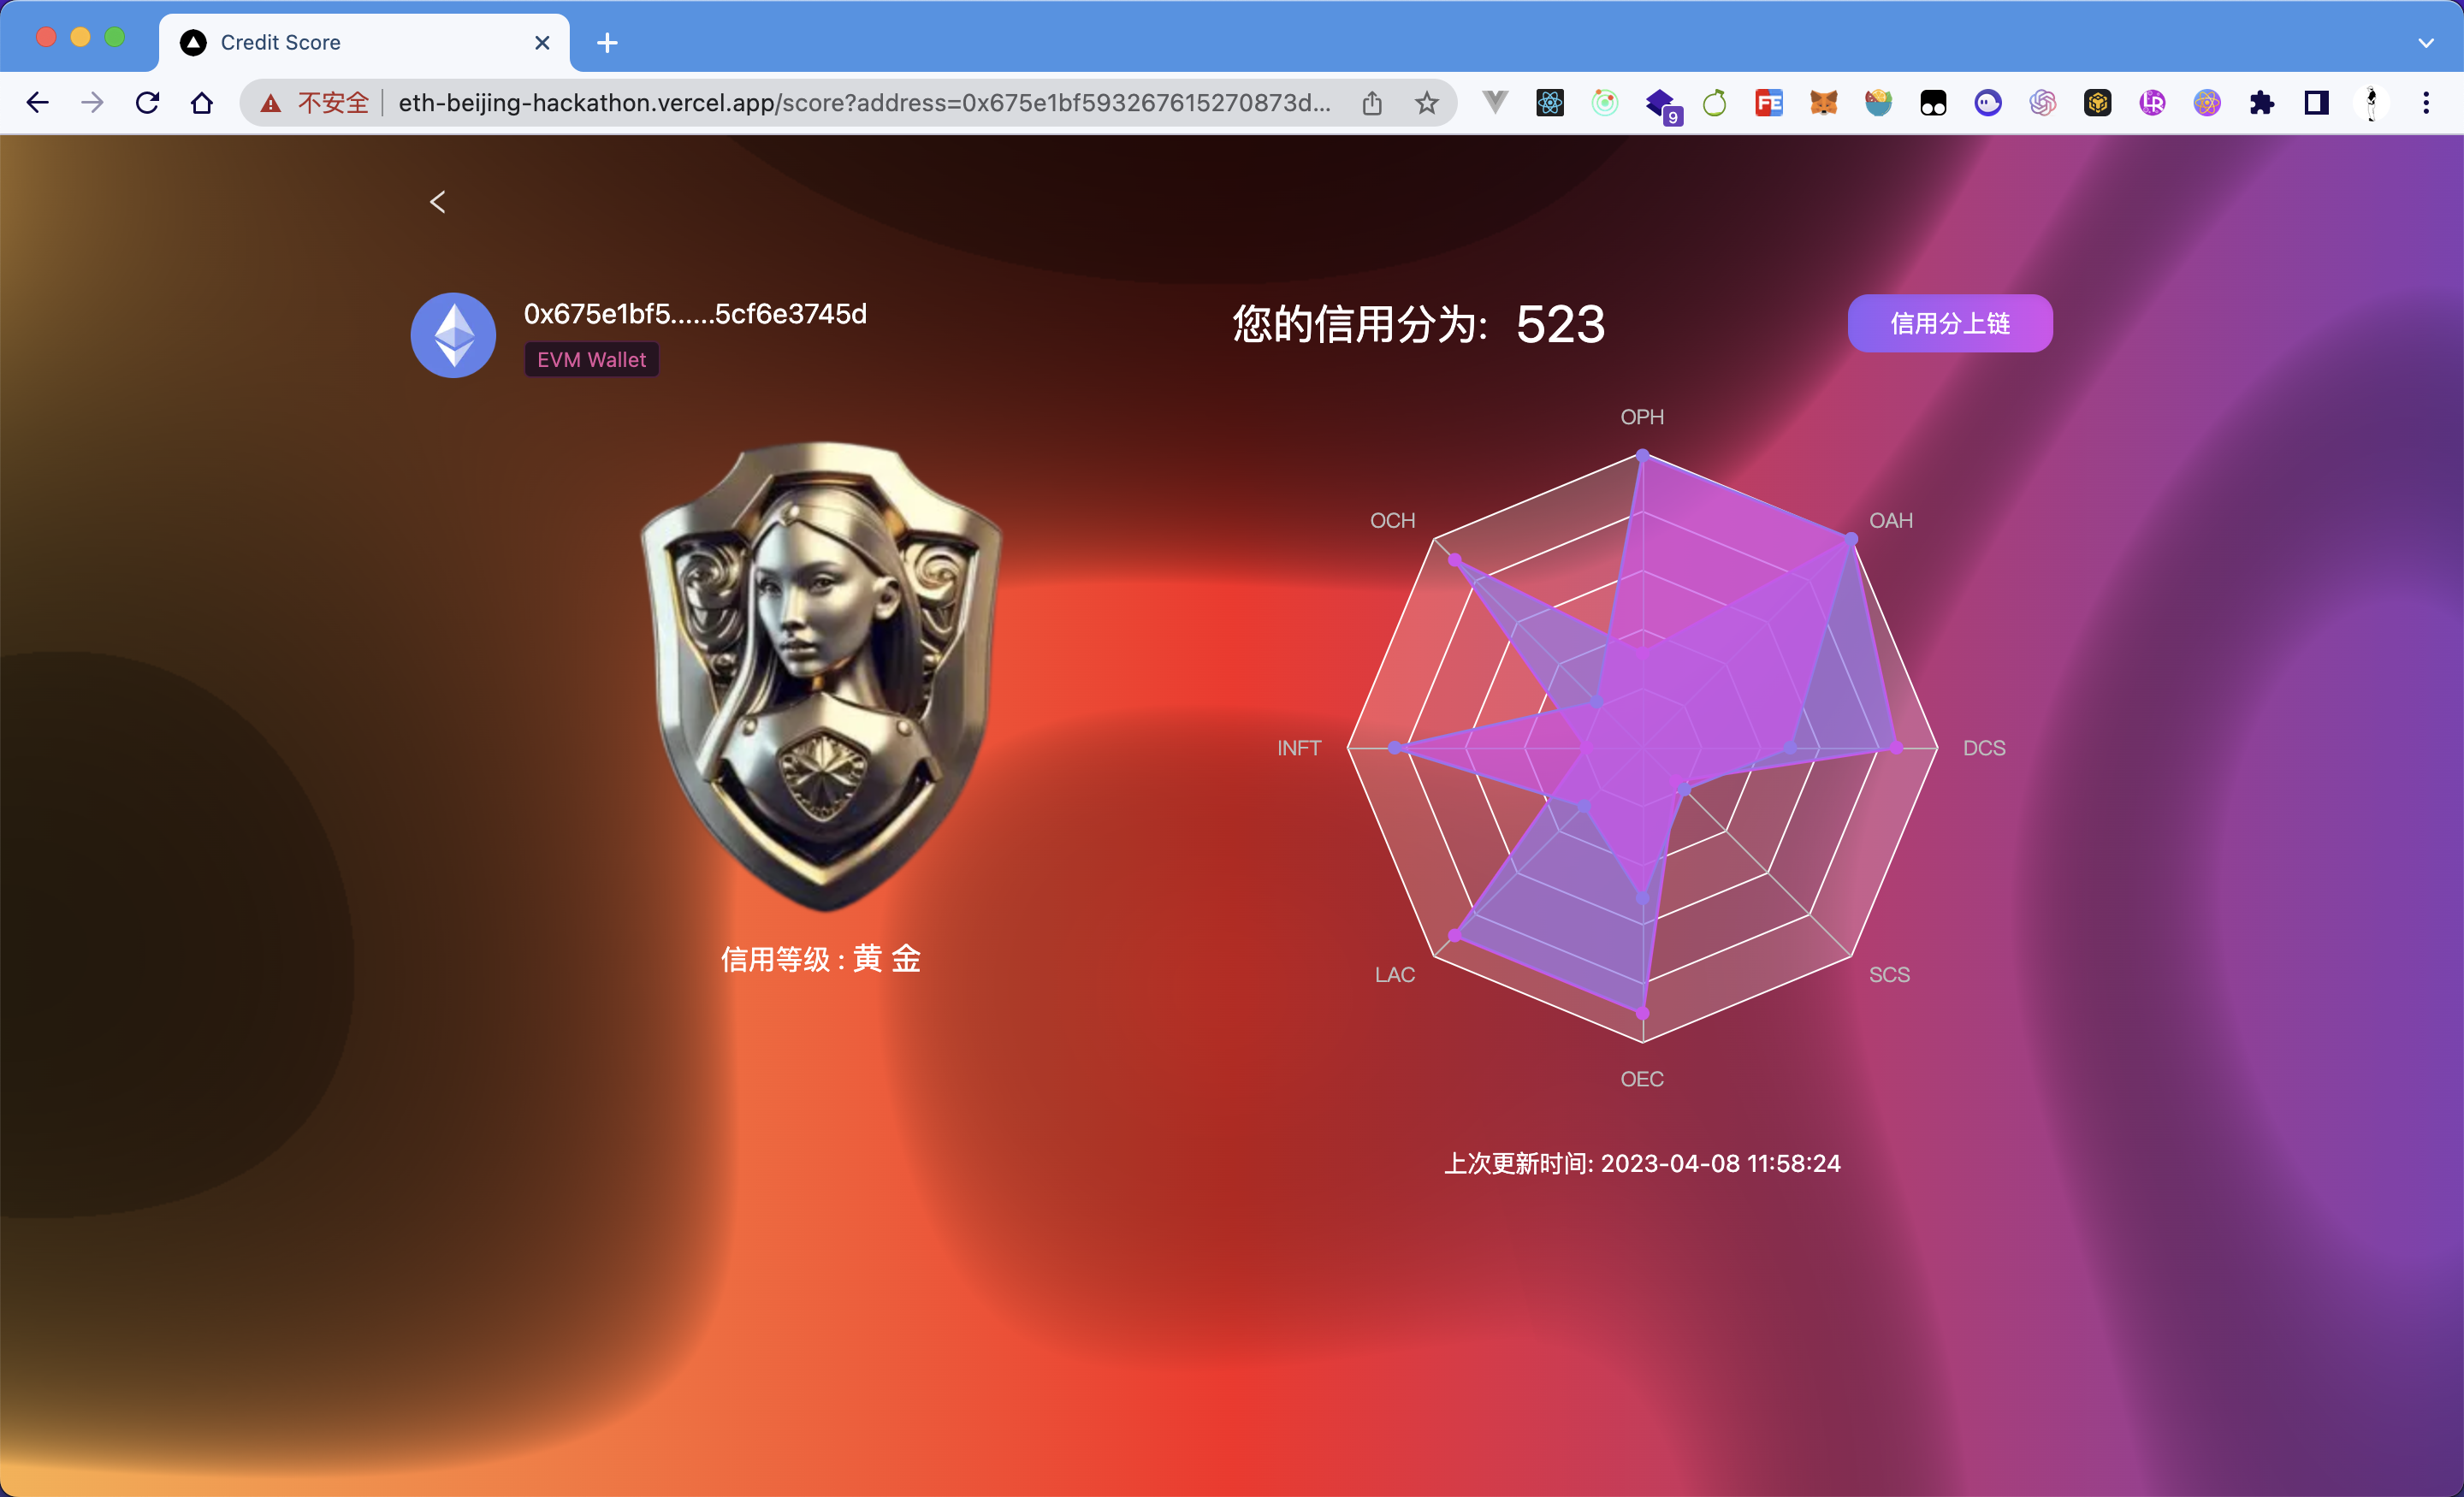 Credit Score
不安全
eth-beijing-hackathon.vercel.app/score?address=0x675e1bf593267615270873d...
9
FE
LR
0x675e1bf5......5cf6e3745d
EVM Wallet
您的信用分为: 523
信用分上链
OPH
OCH
OAH
INFT
DCS
LAC
SCS
OEC
信用等级 : 黄 金
上次更新时间: 2023-04-08 11:58:24